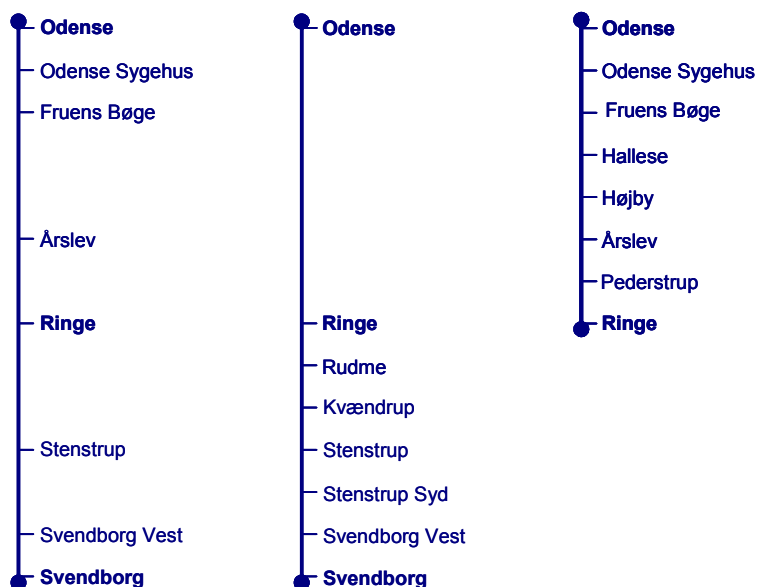 Odense
Odense Sygehus
Fruens Bøge
Årslev
Ringe
Stenstrup
Svendborg Vest
Svendborg
Odense
Ringe
Rudme
Kvændrup
Stenstrup
Stenstrup Syd
Svendborg Vest
Svendborg
Odense
Odense Sygehus
Fruens Bøge
Hallese
Højby
Årslev
Pederstrup
Ringe